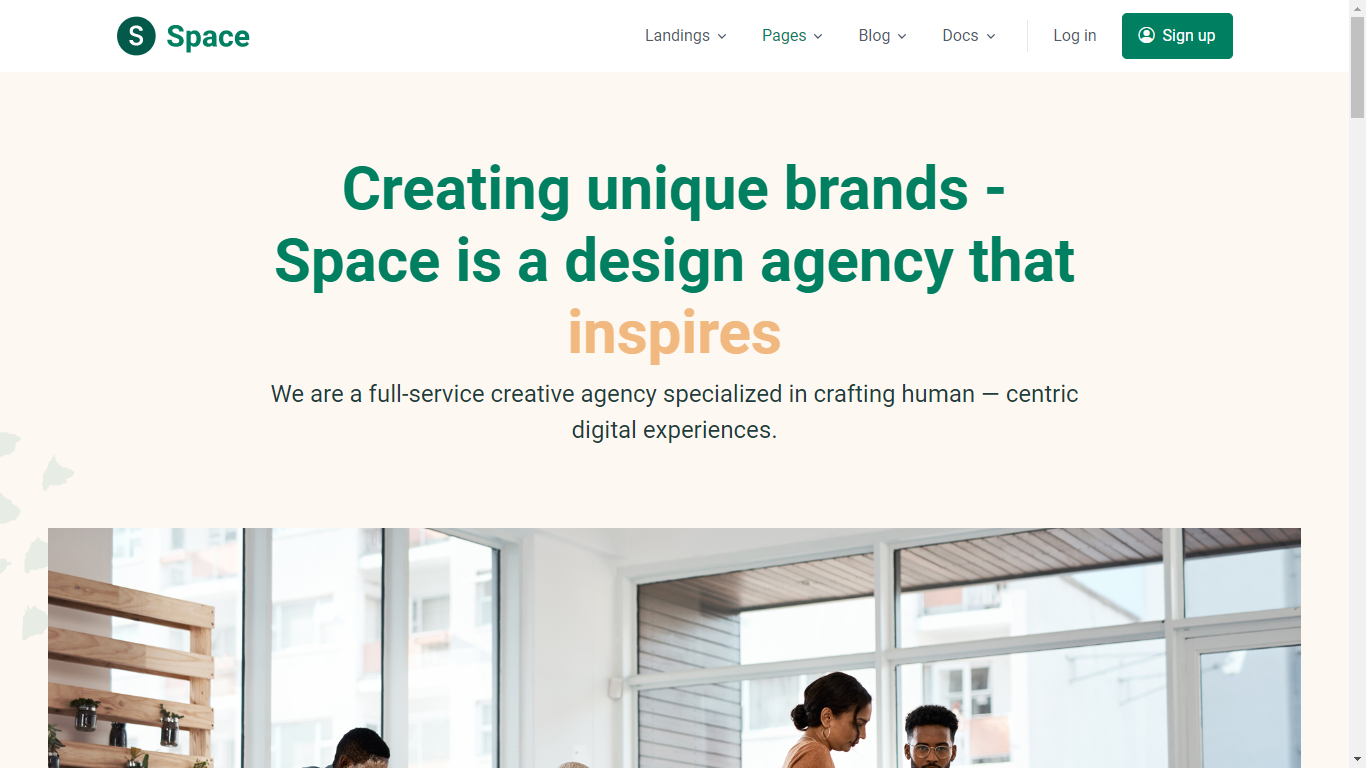 S Space
Landings Pages Blog Docs Log in Sign up
Creating unique brands -
Space is a design agency that
inspires
We are a full-service creative agency specialized in crafting human — centric
digital experiences.